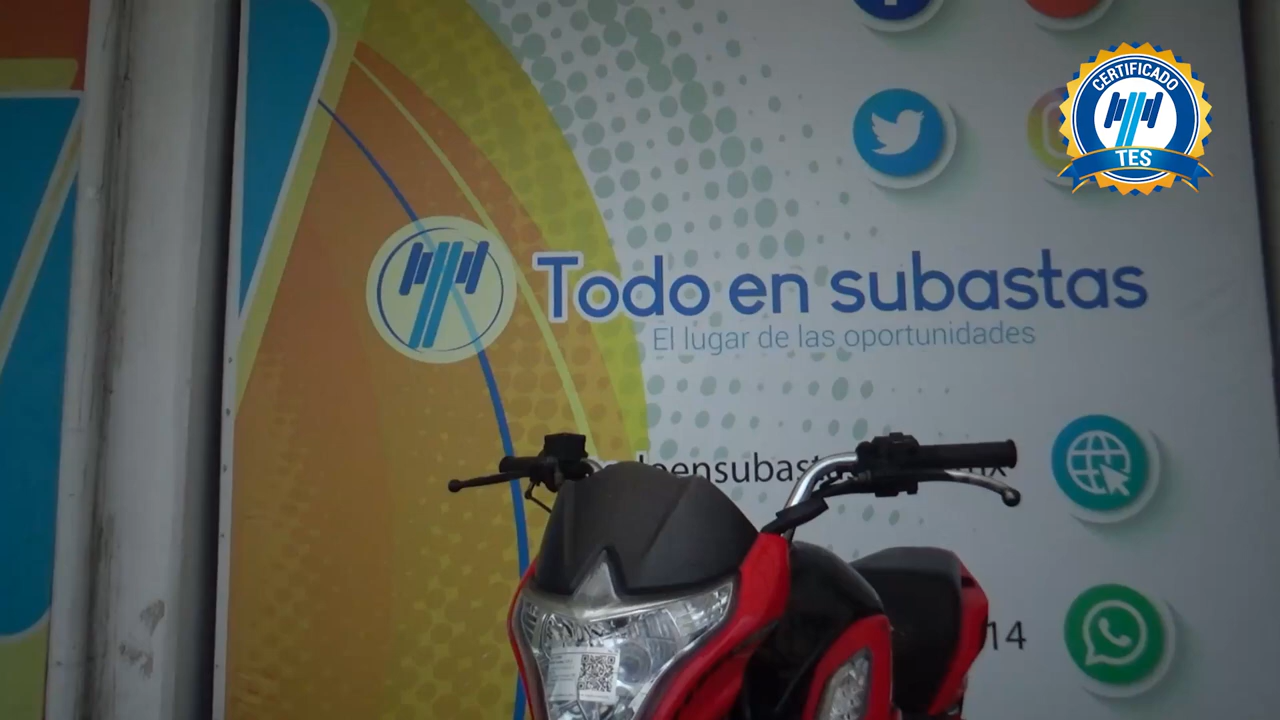 CERTIFICADO
TES
Todo en subastas
El lugar de las oportunidades
14